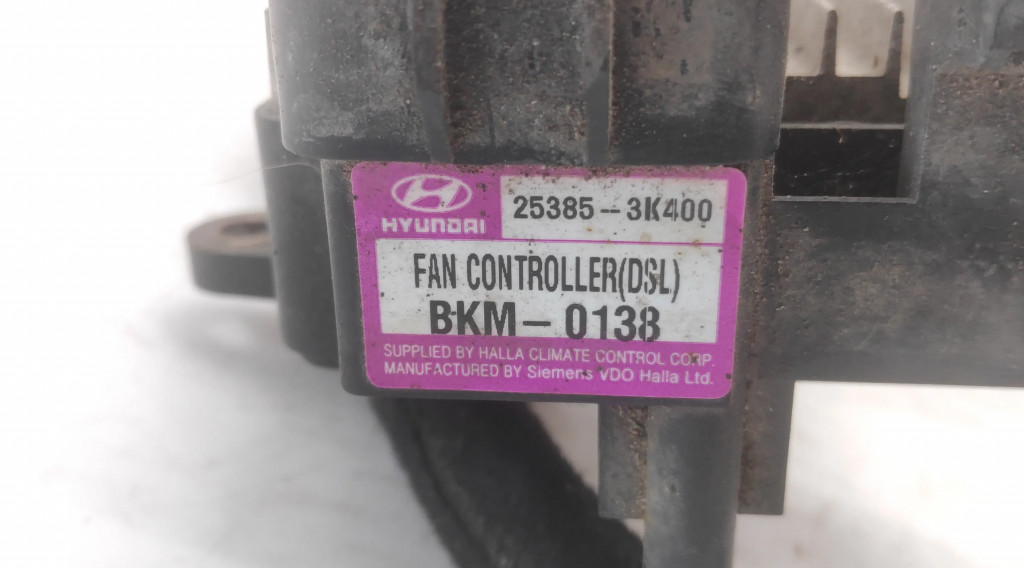 HYUNDAI
25385-3K400
FAN CONTROLLER(DSL)
BKM-0138
SUPPLIED BY HALLA CLIMATE CONTROL CORP.
MANUFACTURED BY Siemens VDO Halla Ltd.